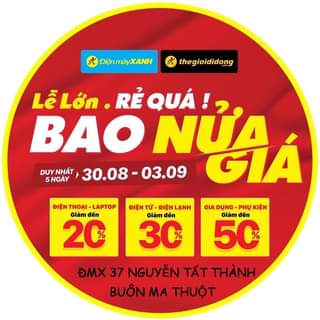 Điện máy XANH
thegioididong
LỄ LỚN . RẺ QUÁ !
BAO NỬA GIÁ
DUY NHẤT 5 NGÀY
30.08 - 03.09
ĐIỆN THOẠI - LAPTOP
Giảm đến
20%
ĐIỆN TỬ - ĐIỆN LẠNH
Giảm đến
30%
GIA DỤNG - PHỤ KIỆN
Giảm đến
50%
ĐMX 37 NGUYỄN TẤT THÀNH
BUÔN MA THUỘT